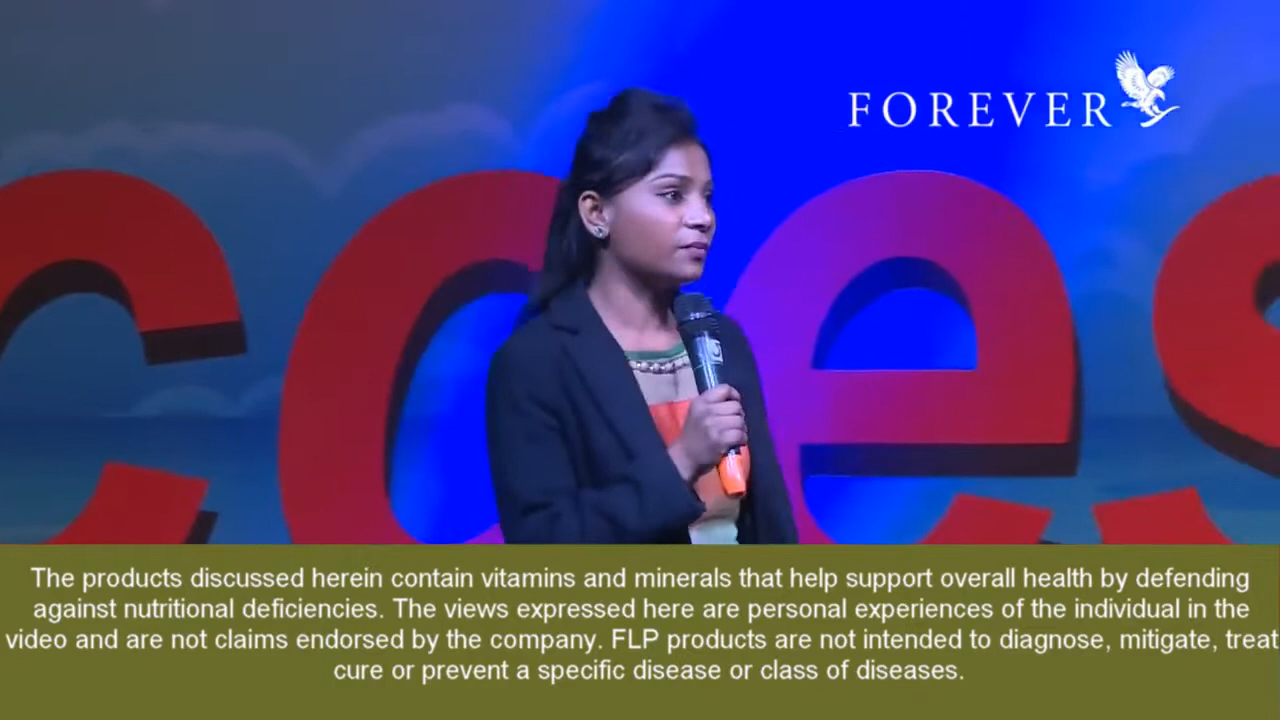 FOREVER
cces
The products discussed herein contain vitamins and minerals that help support overall health by defending
against nutritional deficiencies. The views expressed here are personal experiences of the individual in the
video and are not claims endorsed by the company. FLP products are not intended to diagnose, mitigate, treat
cure or prevent a specific disease or class of diseases.